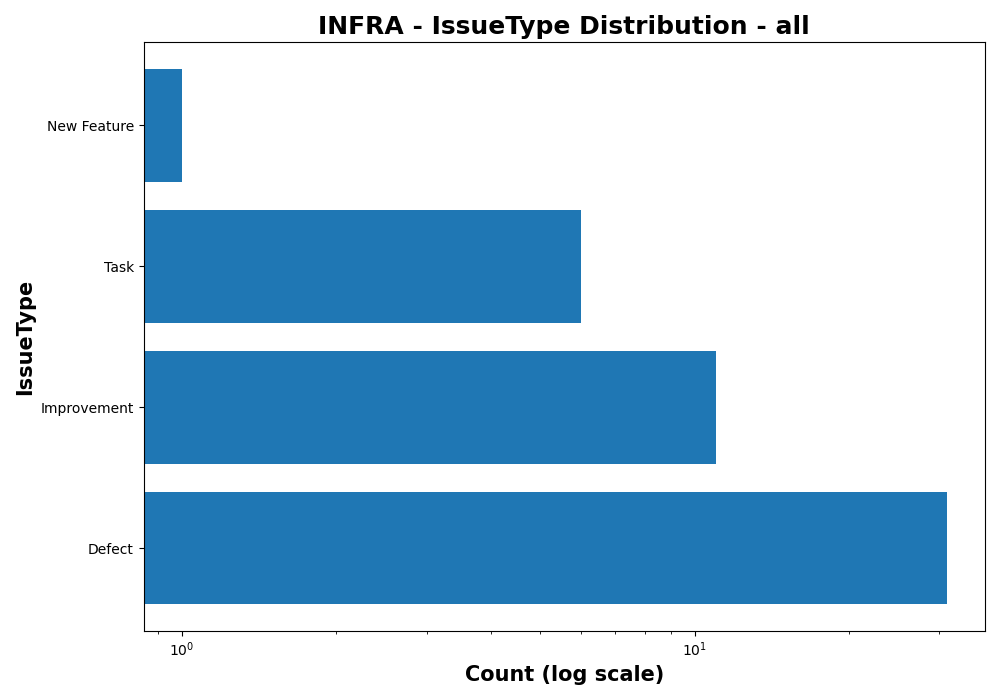 INFRA - IssueType Distribution - all
New Feature
Task
Improvement
Defect
IssueType
10⁰
10¹
Count (log scale)